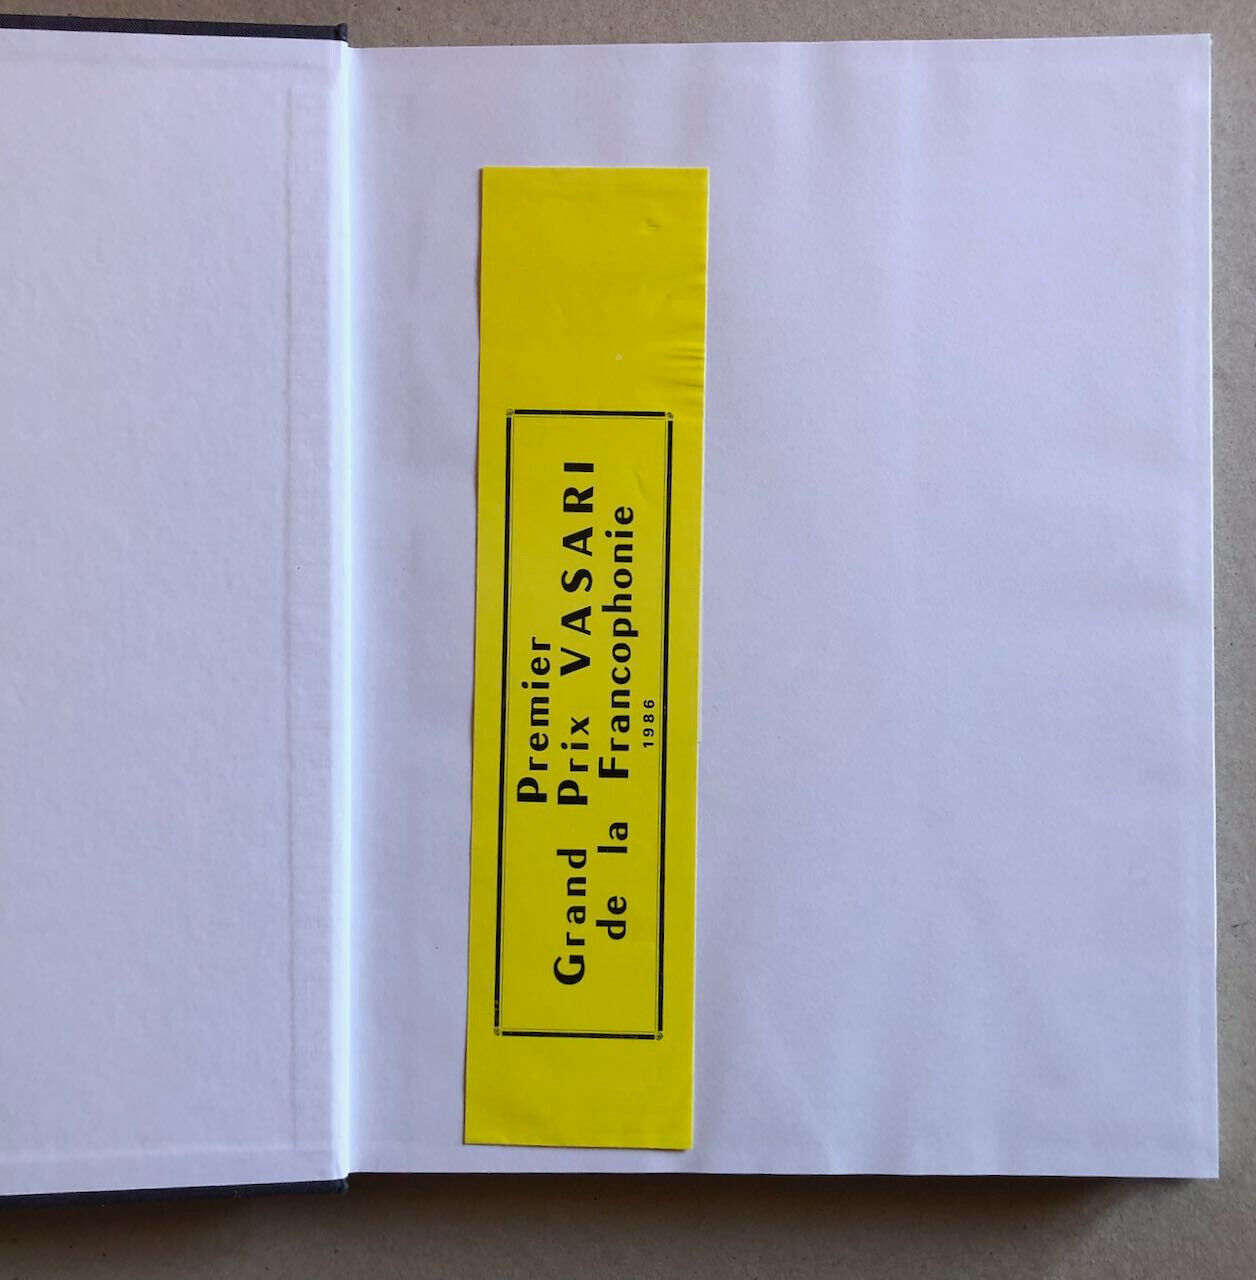 Premier
Grand Prix VASARI
de la Francophonie
1986